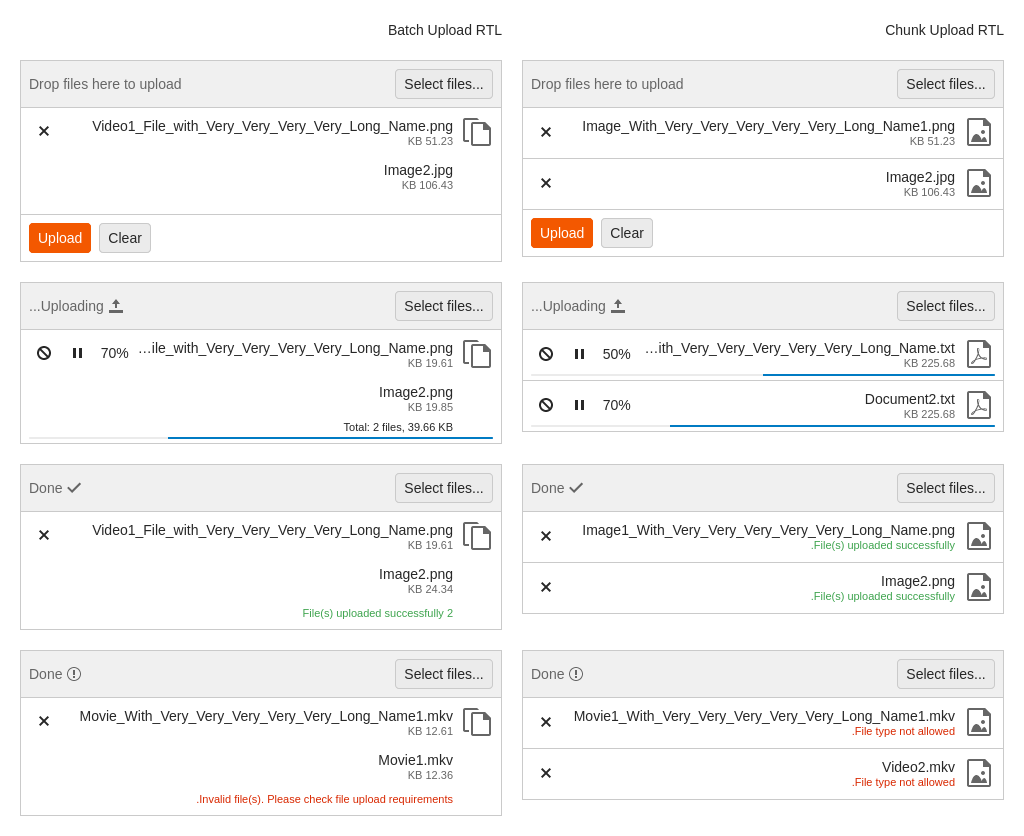 Batch Upload RTL
Drop files here to upload
Select files...
Video1_File_with_Very_Very_Very_Very_Long_Name.png
KB 51.23
Image2.jpg
KB 106.43
Upload
Clear
...Uploading
Select files...
70%
…ile_with_Very_Very_Very_Very_Long_Name.png
KB 19.61
Image2.png
KB 19.85
Total: 2 files, 39.66 KB
Done
Select files...
Video1_File_with_Very_Very_Very_Very_Long_Name.png
KB 19.61
Image2.png
KB 24.34
File(s) uploaded successfully 2
Done
Select files...
Movie_With_Very_Very_Very_Very_Very_Long_Name1.mkv
KB 12.61
Movie1.mkv
KB 12.36
.Invalid file(s). Please check file upload requirements
Chunk Upload RTL
Drop files here to upload
Select files...
Image_With_Very_Very_Very_Very_Very_Long_Name1.png
KB 51.23
Image2.jpg
KB 106.43
Upload
Clear
...Uploading
Select files...
50%
…ith_Very_Very_Very_Very_Very_Long_Name.txt
KB 225.68
70%
Document2.txt
KB 225.68
Done
Select files...
Image1_With_Very_Very_Very_Very_Very_Long_Name.png
.File(s) uploaded successfully
Image2.png
.File(s) uploaded successfully
Done
Select files...
Movie1_With_Very_Very_Very_Very_Very_Long_Name1.mkv
.File type not allowed
Video2.mkv
.File type not allowed